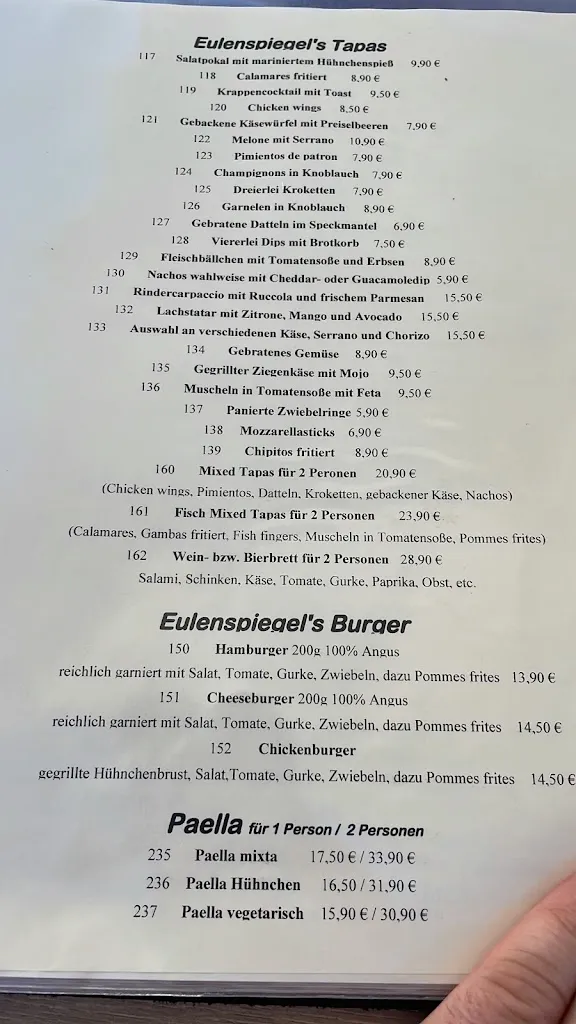 Eulenspiegel's Tapas
117 Salatpokal mit mariniertem Hühnchenspieß 9,90 €
118 Calamares fritiert 8,90 €
119 Krappencocktail mit Toast 9,50 €
120 Chicken wings 8,50 €
121 Gebackene Käsewürfel mit Preiselbeeren 7,90 €
122 Melone mit Serrano 10,90 €
123 Pimientos de patron 7,90 €
124 Champignons in Knoblauch 7,90 €
125 Dreierlei Kroketten 7,90 €
126 Garnelen in Knoblauch 8,90 €
127 Gebratene Datteln im Speckmantel 6,90 €
128 Viererlei Dips mit Brotkorb 7,50 €
129 Fleischbällchen mit Tomatensoße und Erbsen 8,90 €
130 Nachos wahlweise mit Cheddar- oder Guacamoledip 5,90 €
131 Rindercarpaccio mit Ruccola und frischem Parmesan 15,50 €
132 Lachstatar mit Zitrone, Mango und Avocado 15,50 €
133 Auswahl an verschiedenen Käse, Serrano und Chorizo 15,50 €
134 Gebratenes Gemüse 8,90 €
135 Gegrillter Ziegenkäse mit Mojo 9,50 €
136 Muscheln in Tomatensoße mit Feta 9,50 €
137 Panierte Zwiebelringe 5,90 €
138 Mozzarellasticks 6,90 €
139 Chipitos fritiert 8,90 €
160 Mixed Tapas für 2 Peronen 20,90 €
(Chicken wings, Pimientos, Datteln, Kroketten, gebackener Käse, Nachos)
161 Fisch Mixed Tapas für 2 Personen 23,90 €
(Calamares, Gambas fritiert, Fish fingers, Muscheln in Tomatensoße, Pommes frites)
162 Wein- bzw. Bierbrett für 2 Personen 28,90 €
Salami, Schinken, Käse, Tomate, Gurke, Paprika, Obst, etc.
Eulenspiegel's Burger
150 Hamburger 200g 100% Angus
reichlich garniert mit Salat, Tomate, Gurke, Zwiebeln, dazu Pommes frites 13,90 €
151 Cheeseburger 200g 100% Angus
reichlich garniert mit Salat, Tomate, Gurke, Zwiebeln, dazu Pommes frites 14,50 €
152 Chickenburger
gegrillte Hühnchenbrust, Salat,Tomate, Gurke, Zwiebeln, dazu Pommes frites 14,50 €
Paella für 1 Person / 2 Personen
235 Paella mixta 17,50 € / 33,90 €
236 Paella Hühnchen 16,50 / 31,90 €
237 Paella vegetarisch 15,90 € / 30,90 €